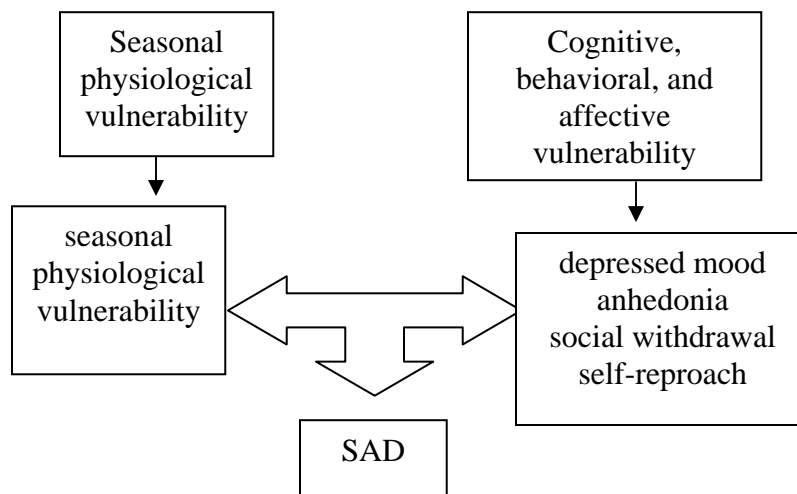 Seasonal
physiological
vulnerability
Cognitive,
behavioral, and
affective
vulnerability
seasonal
physiological
vulnerability
depressed mood
anhedonia
social withdrawal
self-reproach
SAD